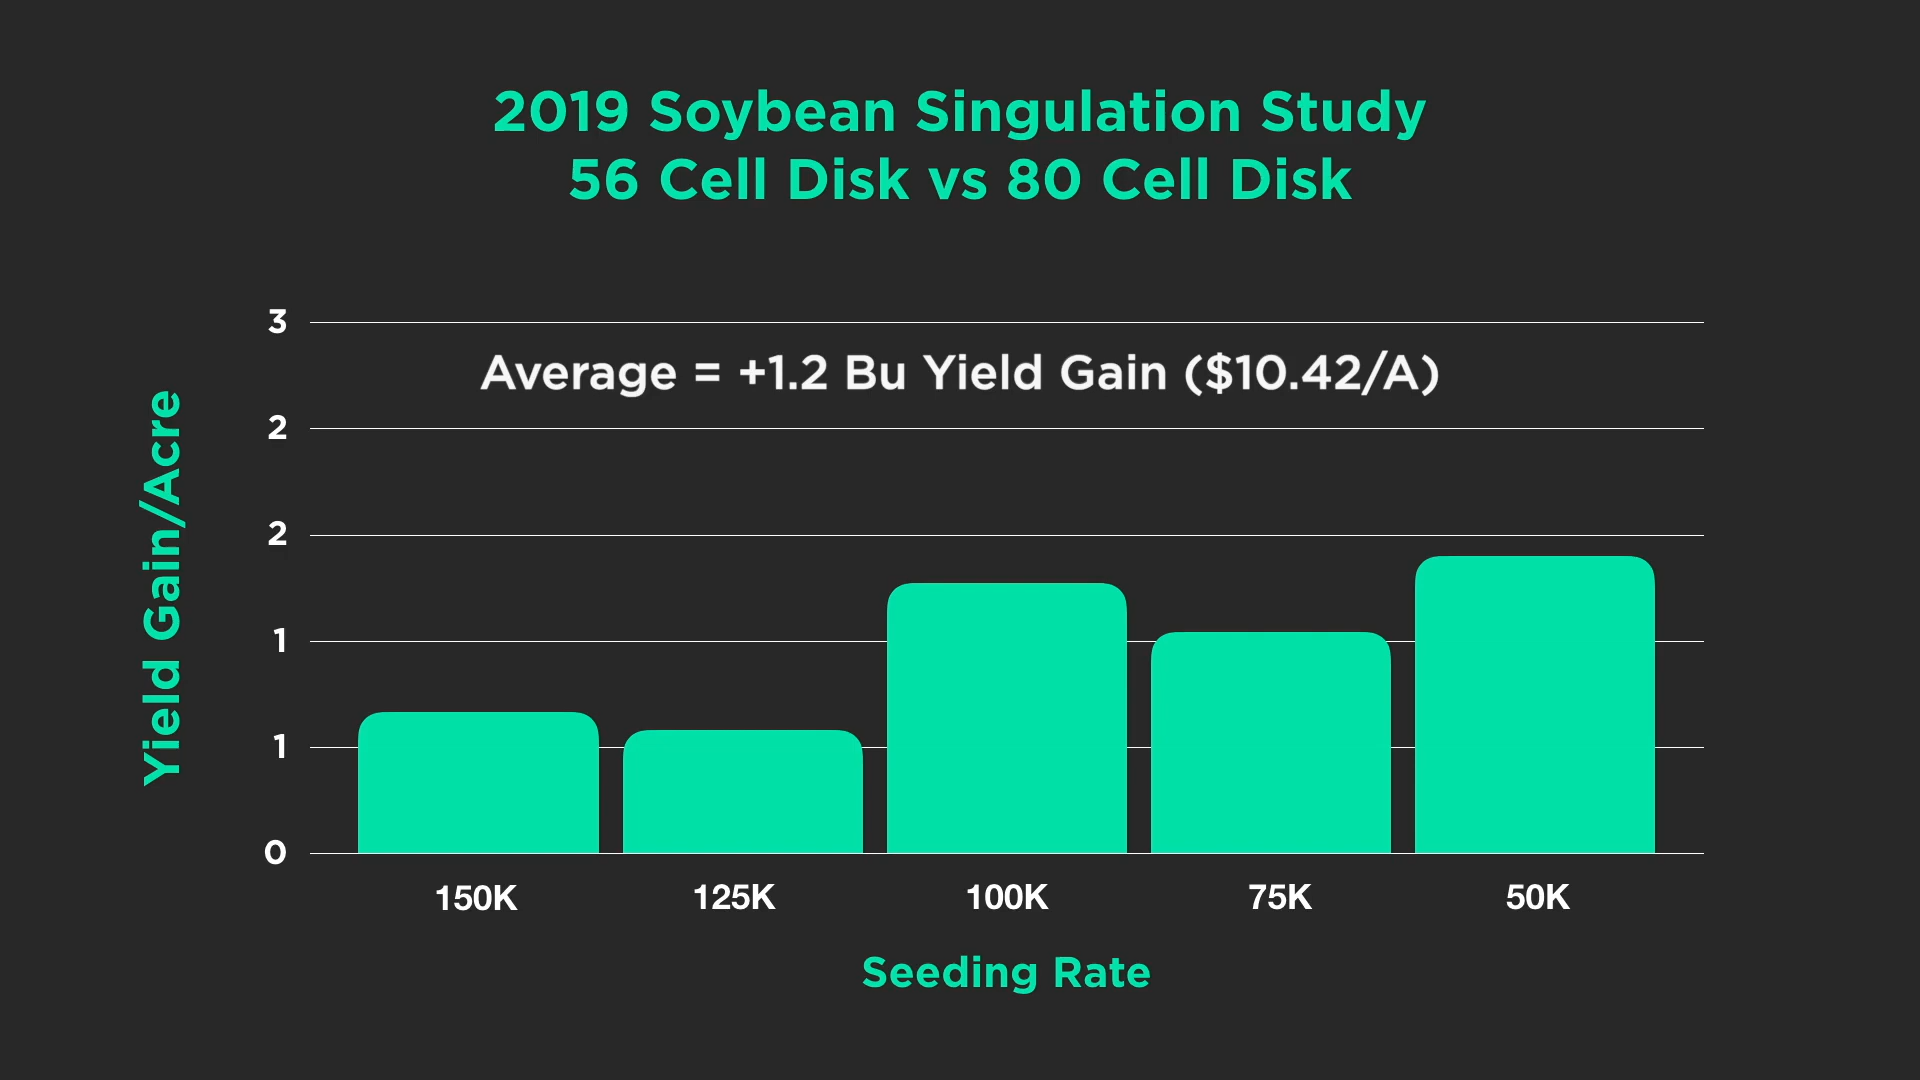 2019 Soybean Singulation Study
56 Cell Disk vs 80 Cell Disk
Average = +1.2 Bu Yield Gain ($10.42/A)
Yield Gain/Acre
3
2
2
1
1
0
150K
125K
100K
75K
50K
Seeding Rate